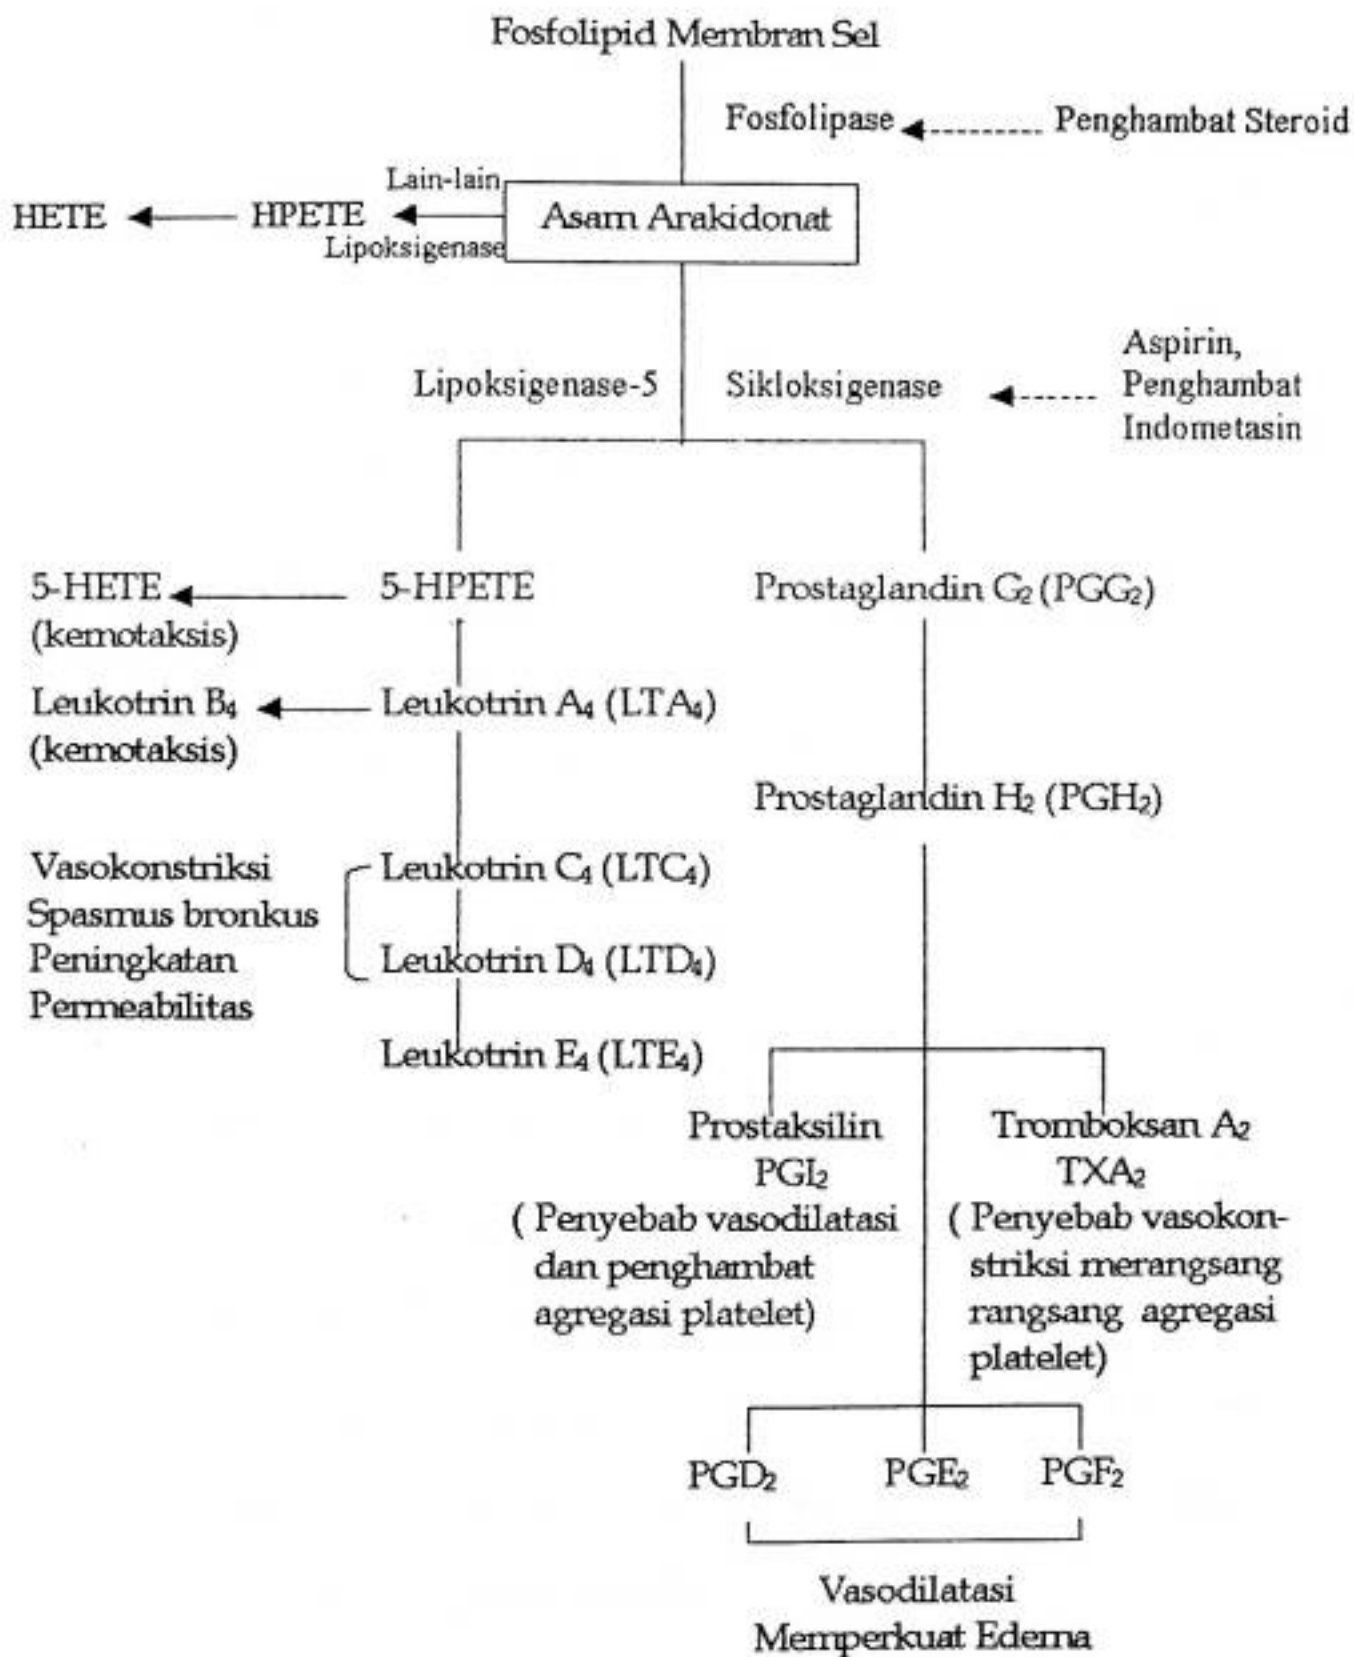 Fosfolipid Membran Sel
Fosfolipase
Penghambat Steroid
Lain-lain
HETE
HPETE
Asam Arakidonat
Lipoksigenase
Aspirin,
Lipoksigenase-5
Sikloksigenase
Penghambat
Indometasin
5-HETE
(kemotaksis)
5-HPETE
Prostaglandin G₂ (PGG₂)
Leukotrin B₄
(kemotaksis)
Leukotrin A₄ (LTA₄)
Prostaglandin H₂ (PGH₂)
Vasokonstriksi
Spasmus bronkus
Peningkatan
Permeabilitas
Leukotrin C₄ (LTC₄)
Leukotrin D₄ (LTD₄)
Leukotrin E₄ (LTE₄)
Prostaksilin
PGI₂
( Penyebab vasodilatasi
dan penghambat
agregasi platelet)
Tromboksan A₂
TXA₂
( Penyebab vasokon-
striksi merangsang
rangsang agregasi
platelet)
PGD₂
PGE₂
PGF₂
Vasodilatasi
Memperkuat Edema